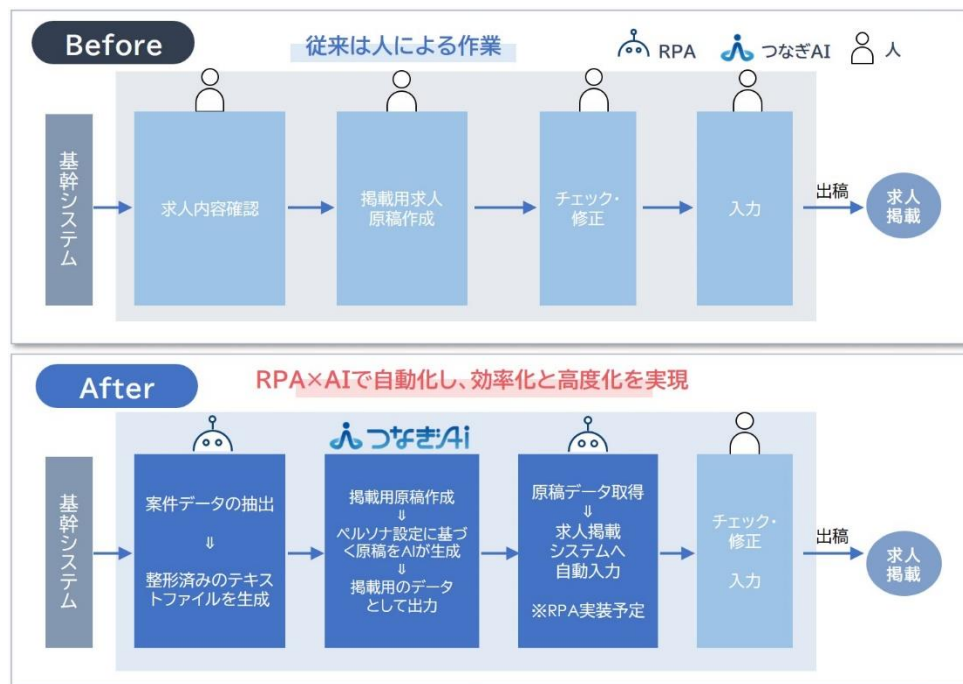 Before
従来は人による作業
RPA
つなぎAI
人
基幹システム
求人内容確認
掲載用求人
原稿作成
チェック・
修正
入力
出稿
求人
掲載
After
RPA×AIで自動化し、効率化と高度化を実現
つなぎAi
基幹システム
案件データの抽出
⇓
整形済みのテキス
トファイルを生成
掲載用原稿作成
⇓
ペルソナ設定に基づ
く原稿をAIが生成
⇓
掲載用のデータ
として出力
原稿データ取得
⇓
求人掲載
システムへ
自動入力
※RPA実装予定
チェック・
修正
入力
出稿
求人
掲載